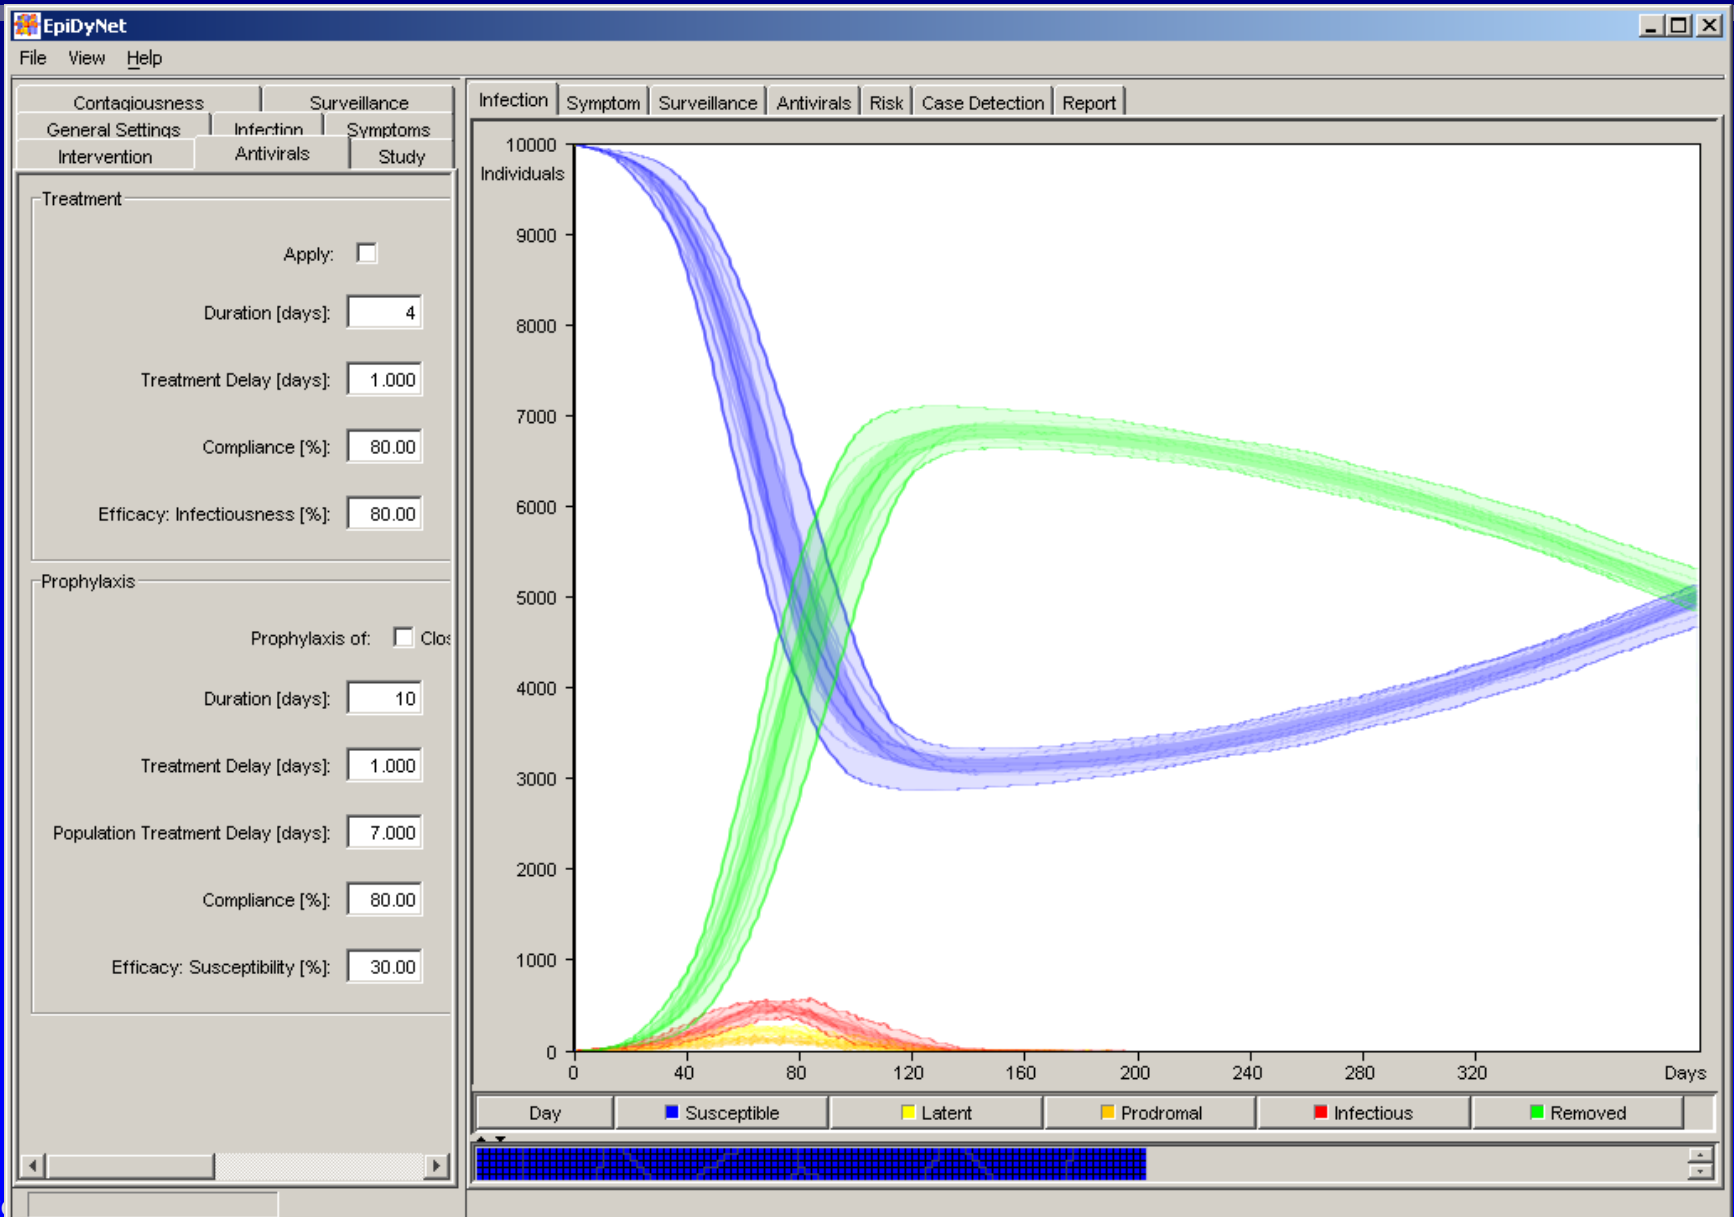 EpiDyNet
File View Help
Contagiousness Surveillance
General Settings Infection Symptoms
Intervention Antivirals Study
Treatment
Apply:
Duration [days]: 4
Treatment Delay [days]: 1.000
Compliance [%]: 80.00
Efficacy: Infectiousness [%]: 80.00
Prophylaxis
Prophylaxis of: Clos
Duration [days]: 10
Treatment Delay [days]: 1.000
Population Treatment Delay [days]: 7.000
Compliance [%]: 80.00
Efficacy: Susceptibility [%]: 30.00
Infection Symptom Surveillance Antivirals Risk Case Detection Report
10000
Individuals
9000
8000
7000
6000
5000
4000
3000
2000
1000
0
0 40 80 120 160 200 240 280 320 Days
Day Susceptible Latent Prodromal Infectious Removed